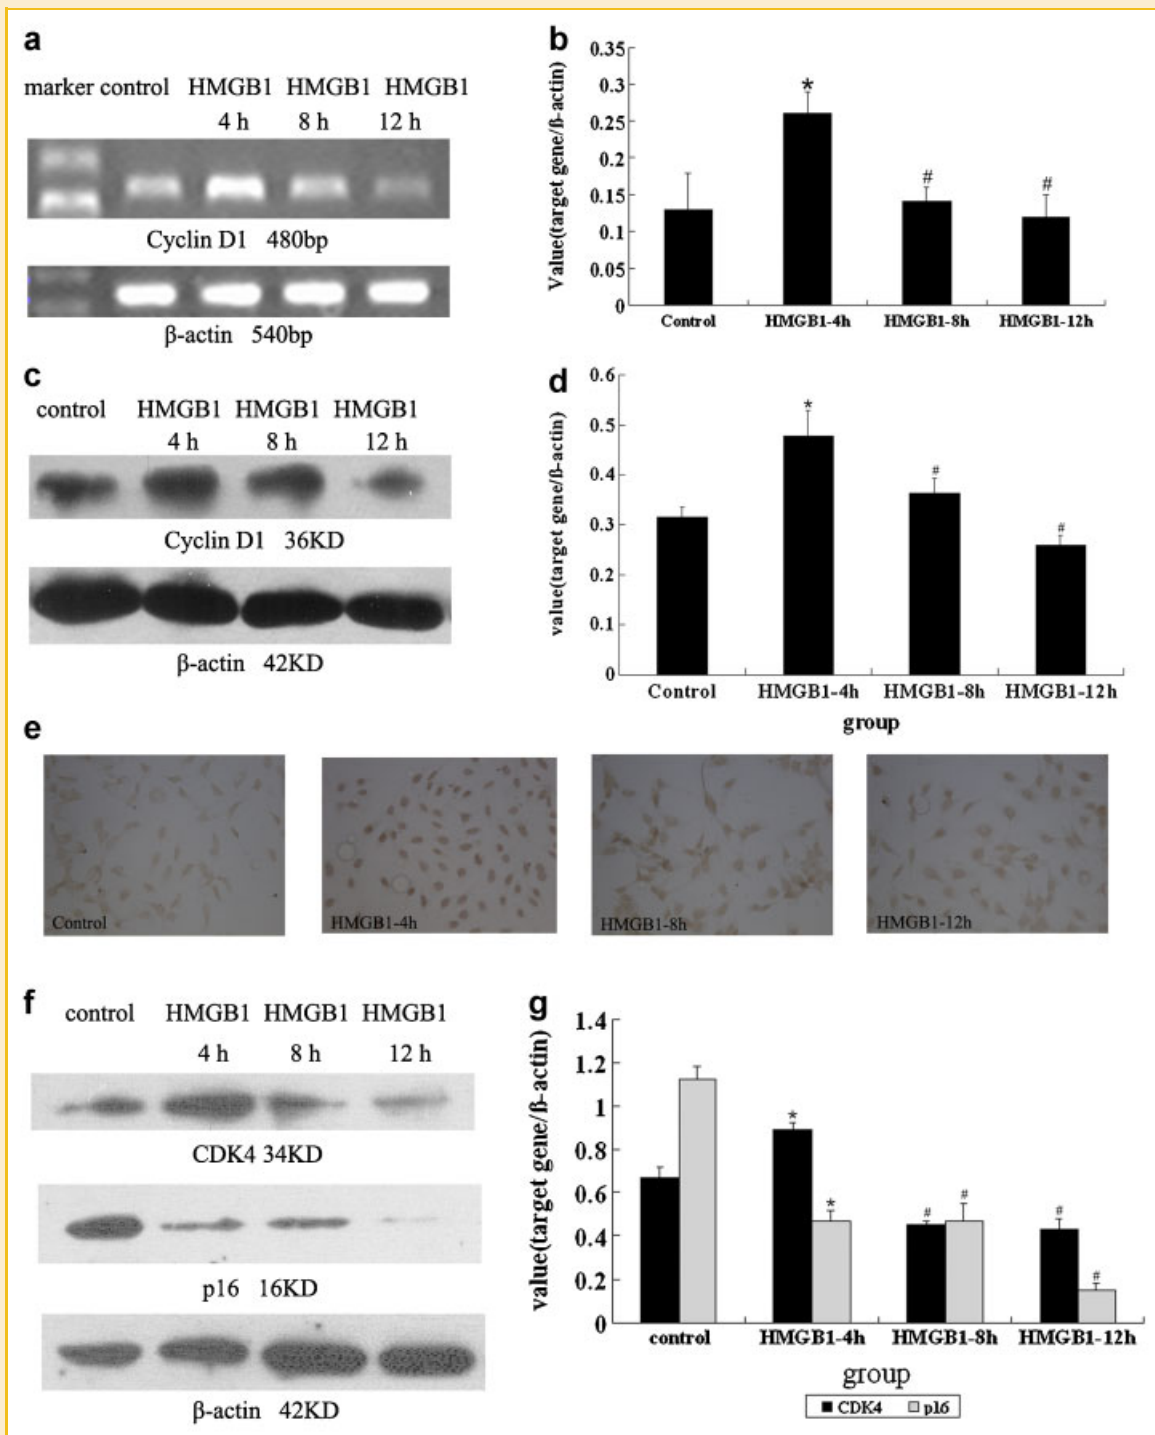 a
marker control HMGB1 HMGB1 HMGB1
4 h 8 h 12 h
Cyclin D1 480bp
β-actin 540bp
b
Value(target gene/ß-actin)
0.35
0.3
0.25
0.2
0.15
0.1
0.05
0
*
#
#
Control HMGB1-4h HMGB1-8h HMGB1-12h
c
control HMGB1 HMGB1 HMGB1
4 h 8 h 12 h
Cyclin D1 36KD
β-actin 42KD
d
value(target gene/ß-actin)
0.6
0.5
0.4
0.3
0.2
0.1
0
*
#
#
Control HMGB1-4h HMGB1-8h HMGB1-12h
group
e
Control HMGB1-4h HMGB1-8h HMGB1-12h
f
control HMGB1 HMGB1 HMGB1
4 h 8 h 12 h
CDK4 34KD
p16 16KD
β-actin 42KD
g
value(target gene/ß-actin)
1.4
1.2
1
0.8
0.6
0.4
0.2
0
*
*
# #
#
#
control HMGB1-4h HMGB1-8h HMGB1-12h
group
CDK4 p16